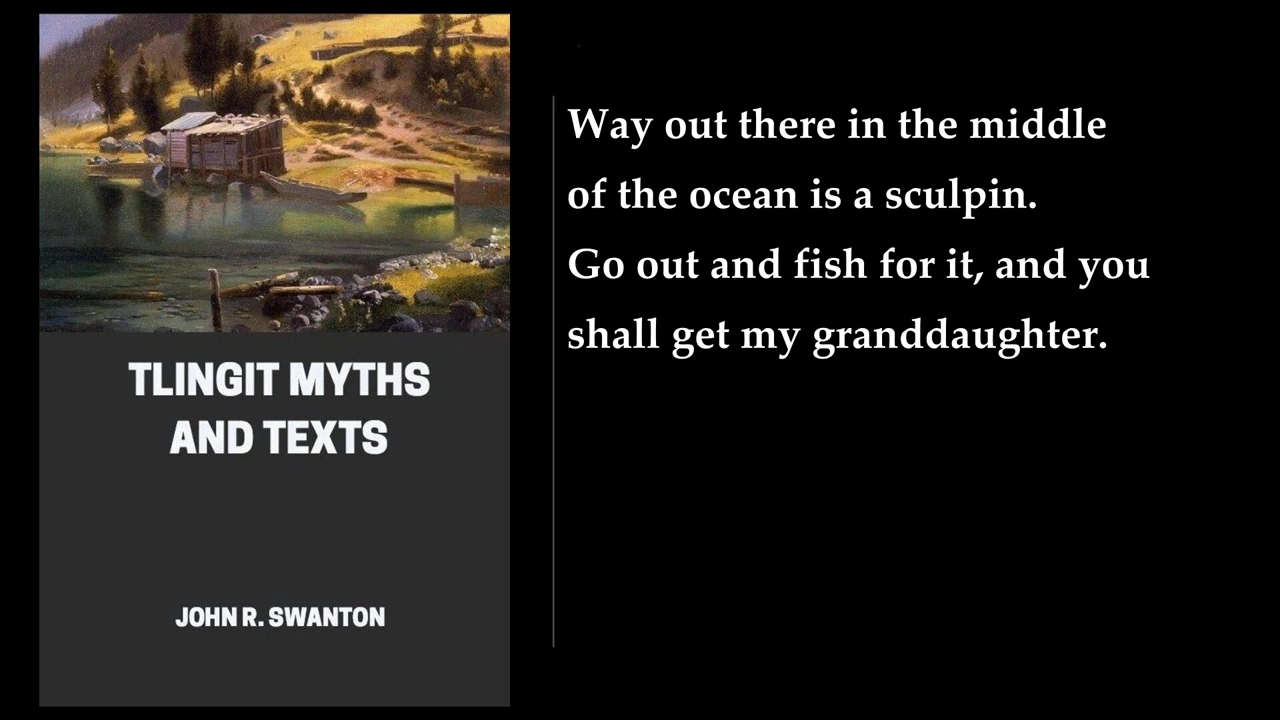 TLINGIT MYTHS
AND TEXTS
JOHN R. SWANTON
Way out there in the middle
of the ocean is a sculpin.
Go out and fish for it, and you
shall get my granddaughter.